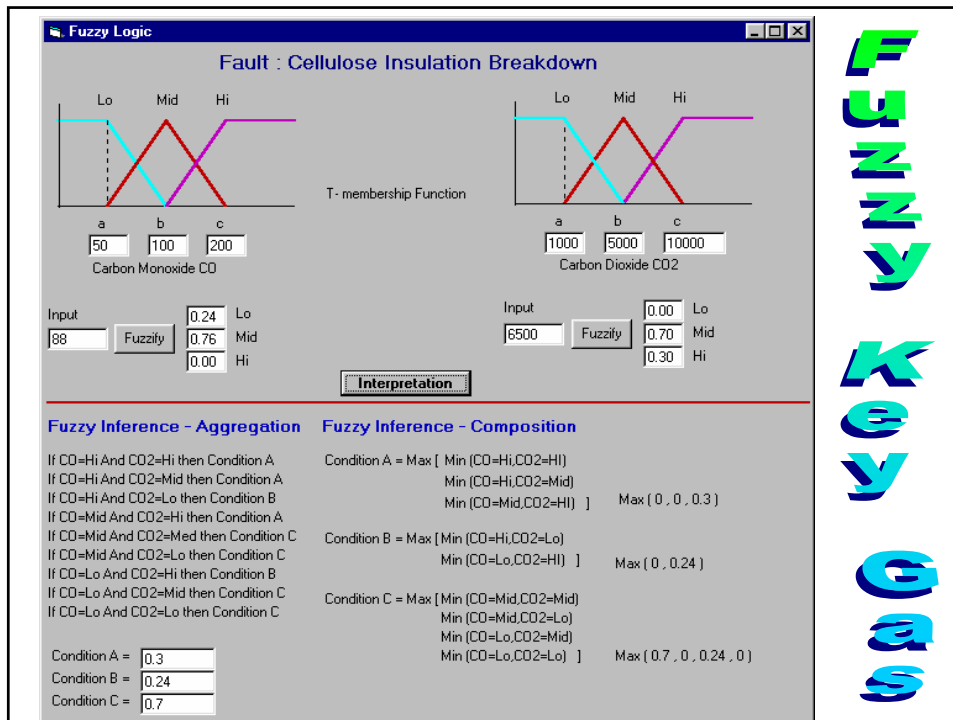 Fuzzy Logic
Fault : Cellulose Insulation Breakdown
Lo Mid Hi
a b c
50 100 200
Carbon Monoxide CO
T- membership Function
Lo Mid Hi
a b c
1000 5000 10000
Carbon Dioxide CO2
Input
88 Fuzzify
0.24 Lo
0.76 Mid
0.00 Hi
Input
6500 Fuzzify
0.00 Lo
0.70 Mid
0.30 Hi
Interpretation
Fuzzy Inference - Aggregation
If CO=Hi And CO2=Hi then Condition A
If CO=Hi And CO2=Mid then Condition A
If CO=Hi And CO2=Lo then Condition B
If CO=Mid And CO2=Hi then Condition A
If CO=Mid And CO2=Med then Condition C
If CO=Mid And CO2=Lo then Condition C
If CO=Lo And CO2=Hi then Condition B
If CO=Lo And CO2=Mid then Condition C
If CO=Lo And CO2=Lo then Condition C
Condition A = 0.3
Condition B = 0.24
Condition C = 0.7
Fuzzy Inference - Composition
Condition A = Max [ Min (CO=Hi,CO2=HI)
Min (CO=Hi,CO2=Mid)
Min (CO=Mid,CO2=HI) ] Max ( 0 , 0 , 0.3 )
Condition B = Max [ Min (CO=Hi,CO2=Lo)
Min (CO=Lo,CO2=HI) ] Max ( 0 , 0.24 )
Condition C = Max [ Min (CO=Mid,CO2=Mid)
Min (CO=Mid,CO2=Lo)
Min (CO=Lo,CO2=Mid)
Min (CO=Lo,CO2=Lo) ] Max ( 0.7 , 0 , 0.24 , 0 )
Fuzzy Key Gas